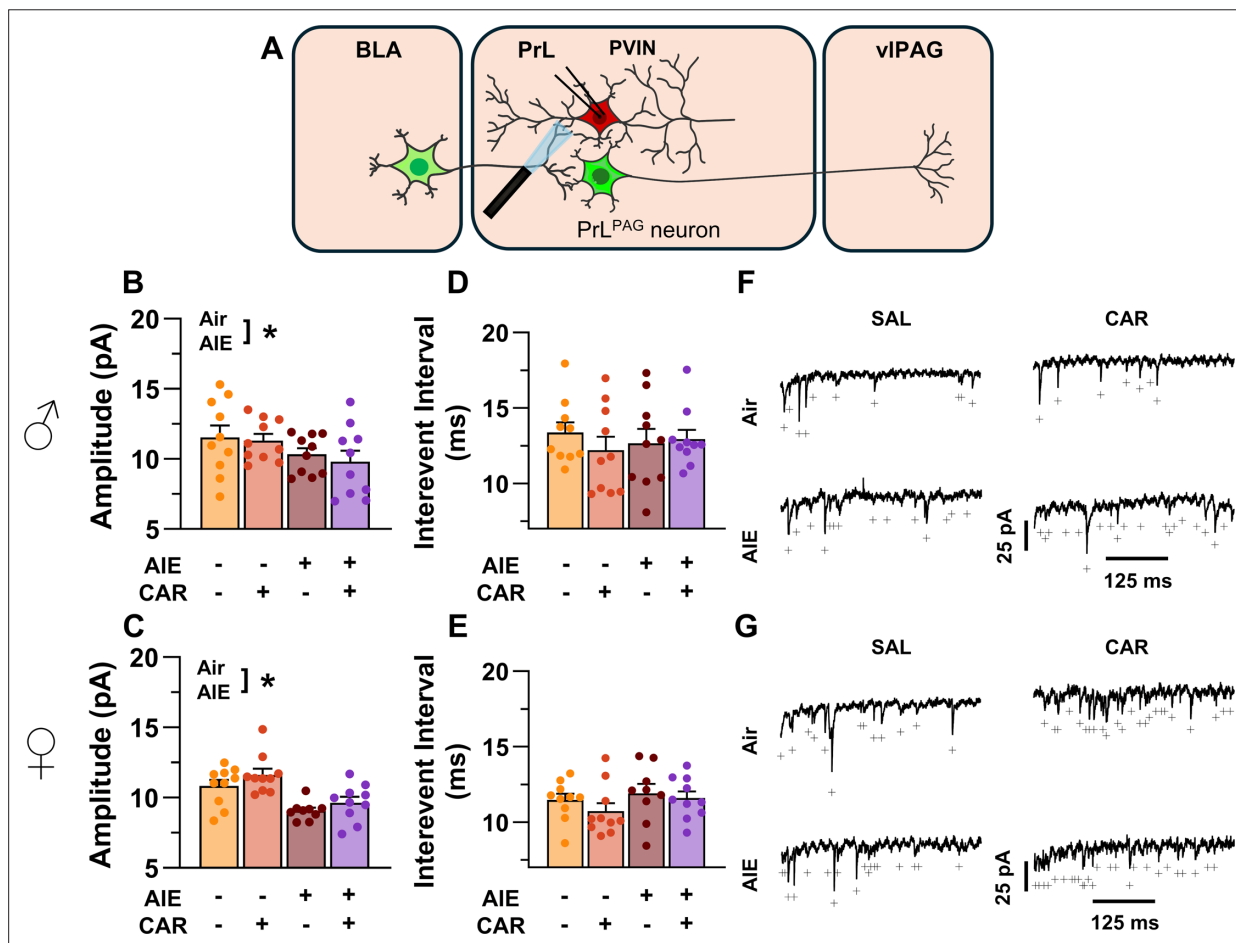 A
BLA
PrL
PVIN
vlPAG
PrLPAG neuron
B
Amplitude (pA)
20
15
10
5
Air
AIE
] *
AIE - - + +
CAR - + - +
D
Interevent Interval
(ms)
20
15
10
AIE - - + +
CAR - + - +
F
SAL CAR
Air
AIE
25 pA
125 ms
♂
C
Amplitude (pA)
20
15
10
5
Air
AIE
] *
AIE - - + +
CAR - + - +
E
Interevent Interval
(ms)
20
15
10
AIE - - + +
CAR - + - +
G
SAL CAR
Air
AIE
25 pA
125 ms
♀